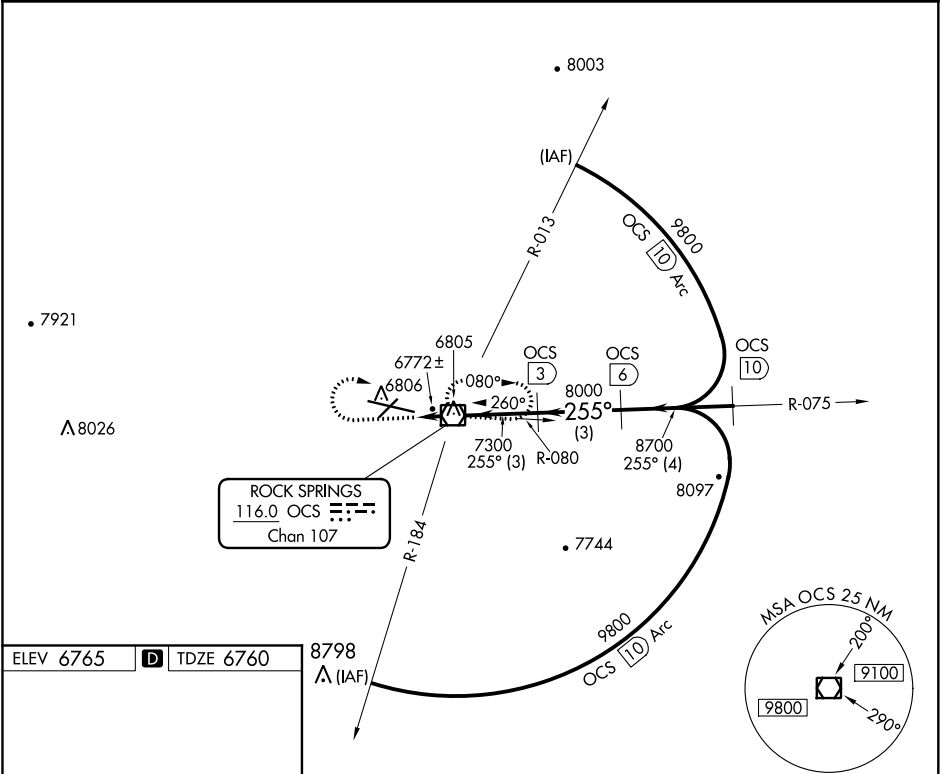 8003
(IAF)
R-013
9800
OCS 10 Arc
7921
6805
6772±
6806
080°
260°
OCS
3
OCS
6
OCS
10
8000
255°
(3)
R-075
8026
7300
255° (3)
R-080
8700
255° (4)
8097
ROCK SPRINGS
116.0 OCS
Chan 107
R-184
7744
9800
OCS 10 Arc
8798
(IAF)
ELEV 6765 D TDZE 6760
MSA OCS 25 NM
200°
9100
9800
290°